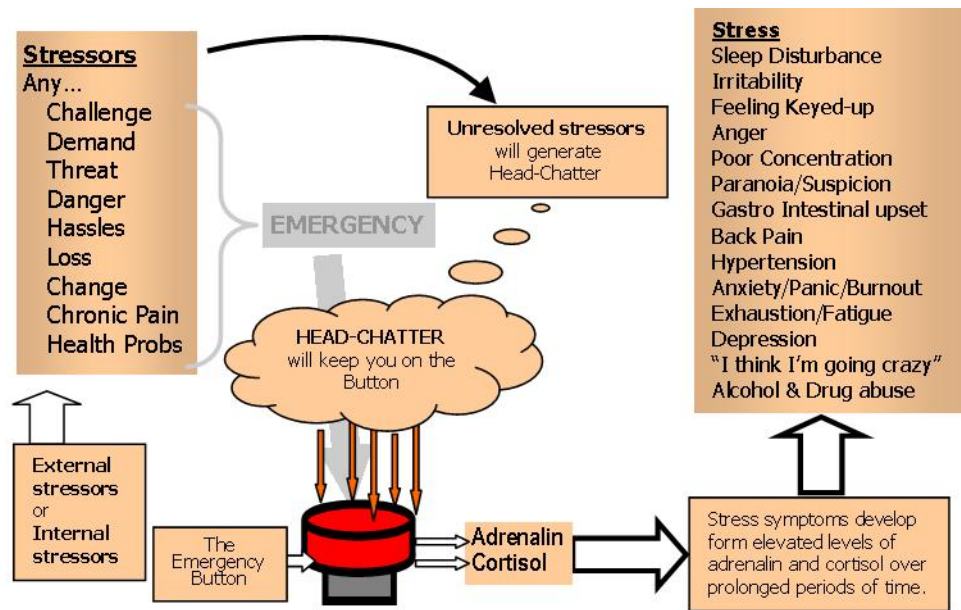 Stressors
Any...
Challenge
Demand
Threat
Danger
Hassles
Loss
Change
Chronic Pain
Health Probs
External
stressors
or
Internal
stressors
EMERGENCY
Unresolved stressors
will generate
Head-Chatter
HEAD-CHATTER
will keep you on the
Button
The
Emergency
Button
Adrenalin
Cortisol
Stress symptoms develop
form elevated levels of
adrenalin and cortisol over
prolonged periods of time.
Stress
Sleep Disturbance
Irritability
Feeling Keyed-up
Anger
Poor Concentration
Paranoia/Suspicion
Gastro Intestinal upset
Back Pain
Hypertension
Anxiety/Panic/Burnout
Exhaustion/Fatigue
Depression
“I think I’m going crazy”
Alcohol & Drug abuse